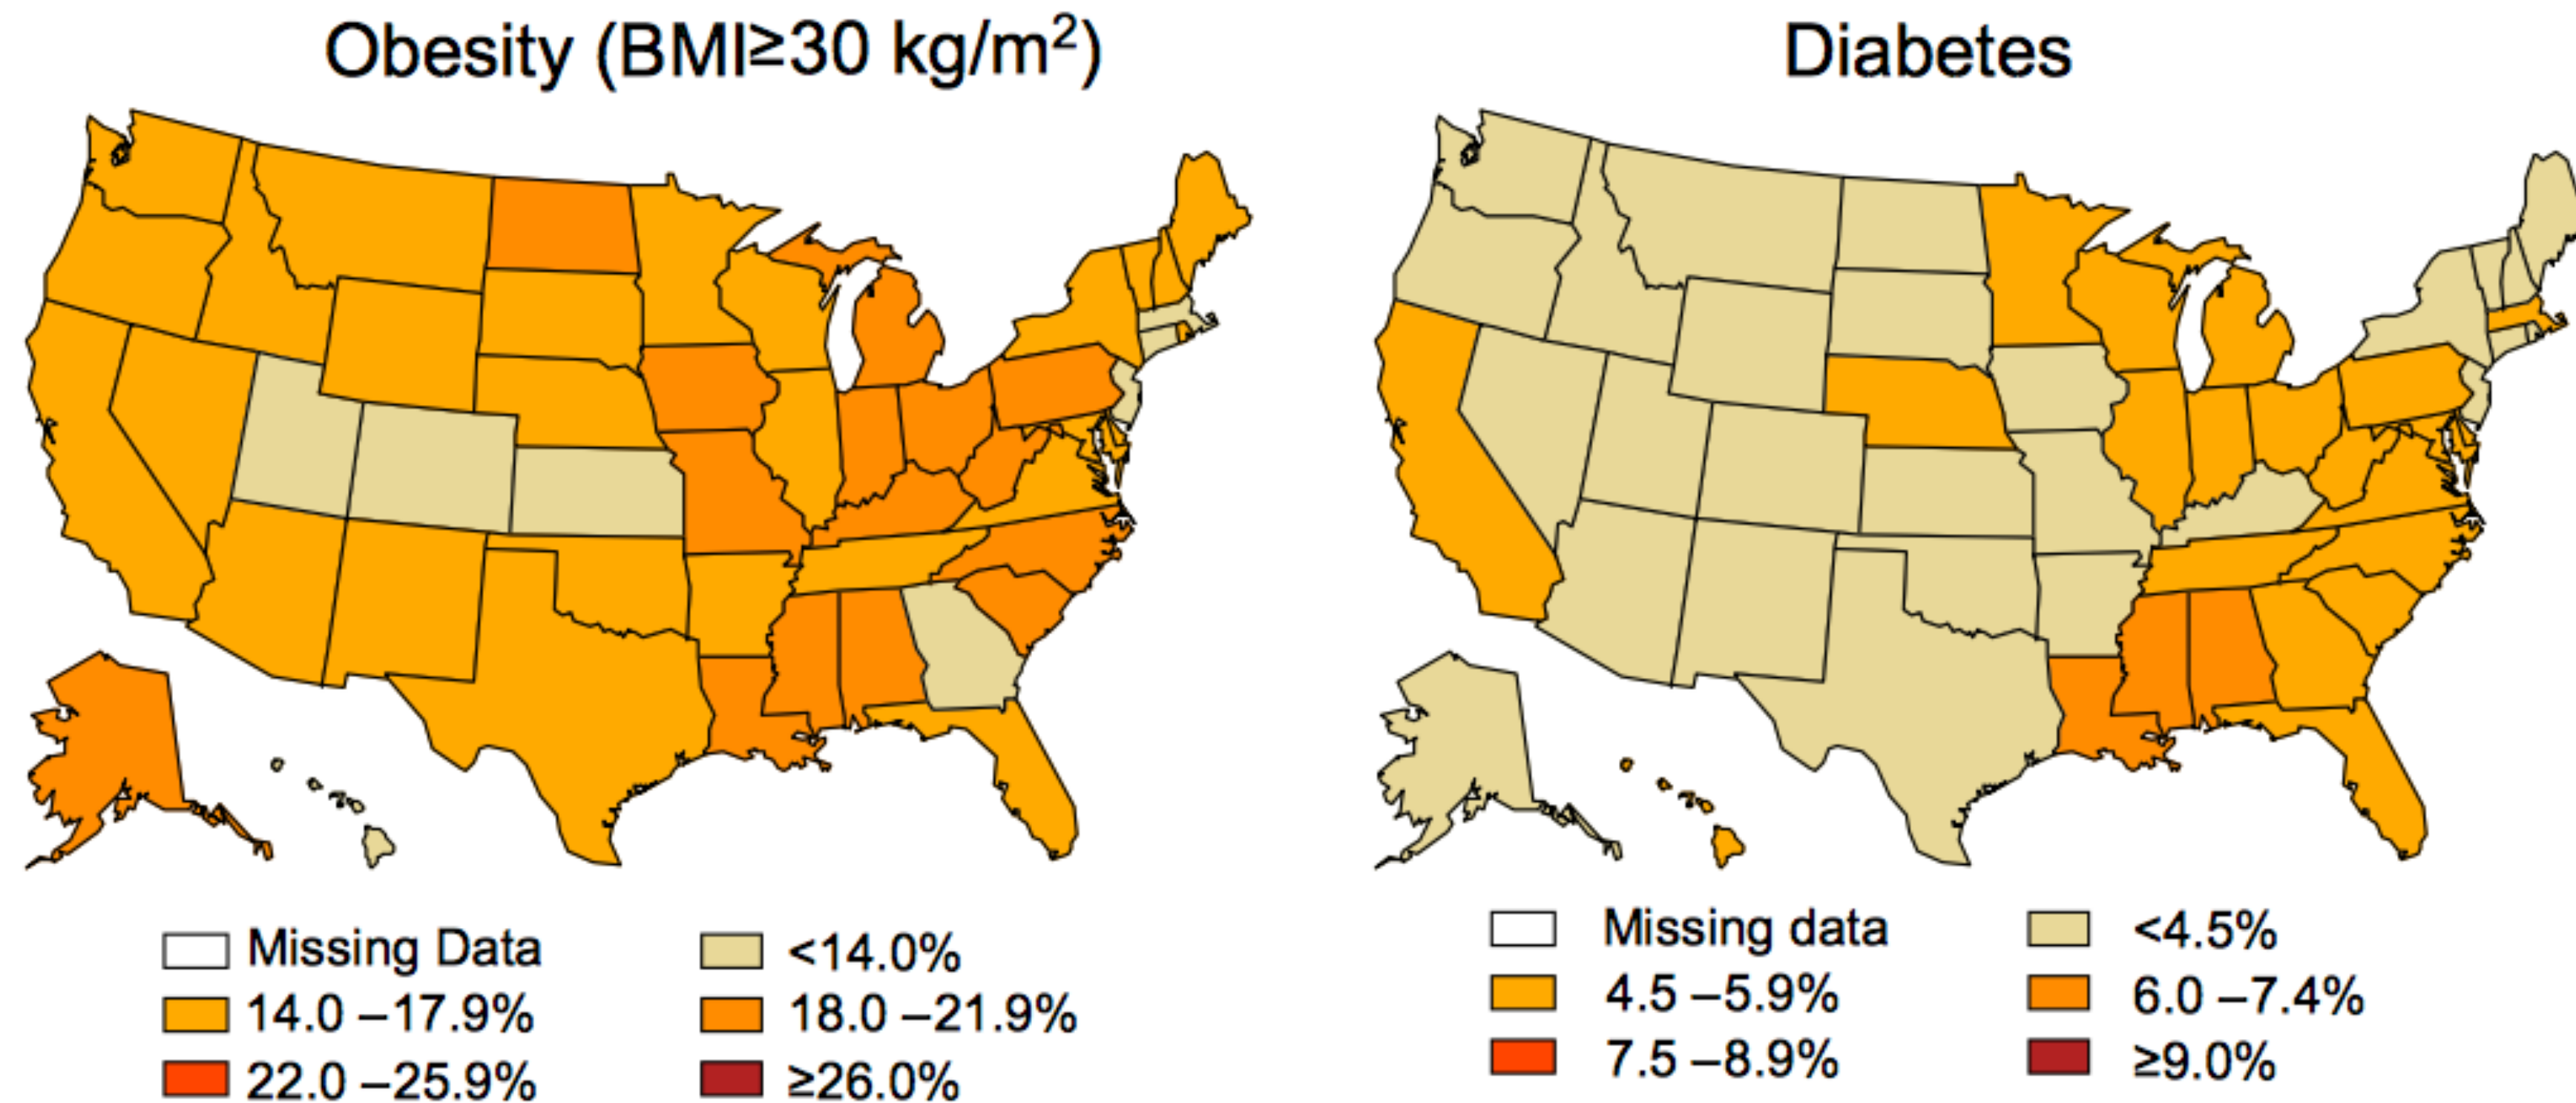 Obesity (BMI≥30 kg/m²)
Diabetes
Missing Data
<14.0%
14.0 –17.9%
18.0 –21.9%
22.0 –25.9%
≥26.0%
Missing data
<4.5%
4.5 –5.9%
6.0 –7.4%
7.5 –8.9%
≥9.0%